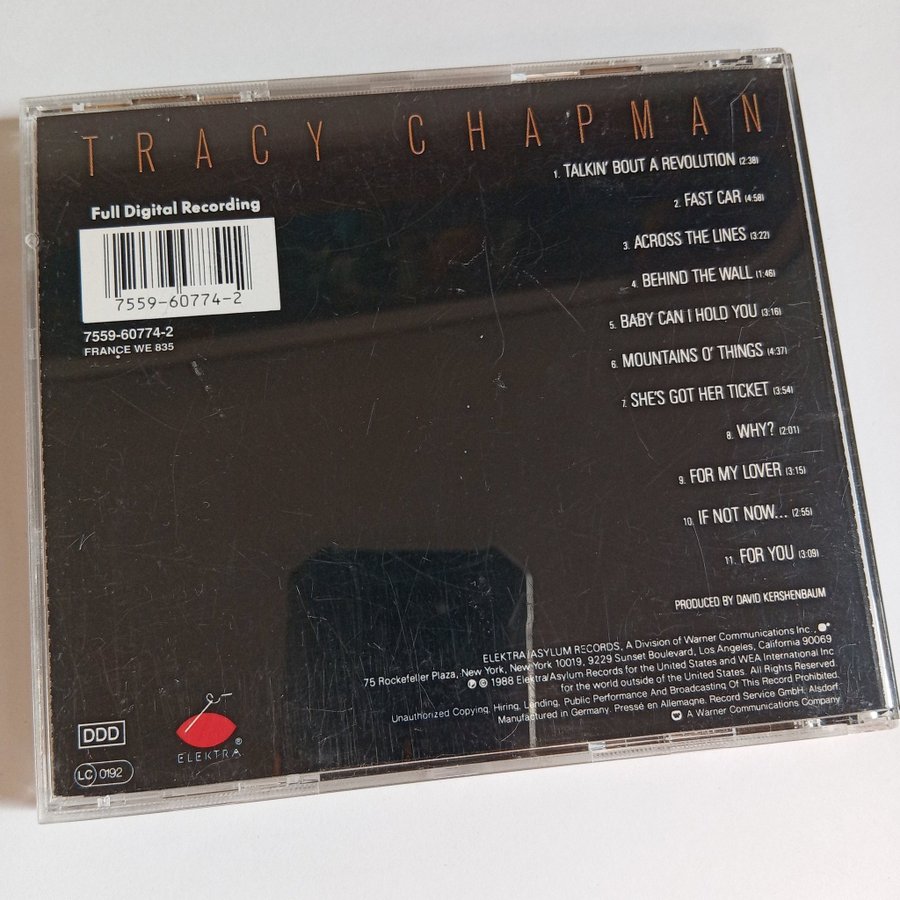 TRACY CHAPMAN
1. TALKIN' BOUT A REVOLUTION (2:38)
2. FAST CAR (4:58)
3. ACROSS THE LINES (3:22)
4. BEHIND THE WALL (1:46)
5. BABY CAN I HOLD YOU (3:16)
6. MOUNTAINS O' THINGS (4:37)
7. SHE'S GOT HER TICKET (3:54)
8. WHY? (2:01)
9. FOR MY LOVER (3:15)
10. IF NOT NOW... (2:55)
11. FOR YOU (3:09)
PRODUCED BY DAVID KERSHENBAUM
Full Digital Recording
7559-60774-2
7559-60774-2
FRANCE WE 835
ELEKTRA/ASYLUM RECORDS, A Division of Warner Communications Inc.,
75 Rockefeller Plaza, New York, New York 10019, 9229 Sunset Boulevard, Los Angeles, California 90069
℗ © 1988 Elektra/Asylum Records for the United States and WEA International Inc
for the world outside of the United States. All Rights Reserved.
Unauthorized Copying, Hiring, Lending, Public Performance And Broadcasting Of This Record Prohibited.
Manufactured in Germany. Pressé en Allemagne. Record Service GmbH. Alsdorf.
A Warner Communications Company
DDD
LC 0192
ELEKTRA®